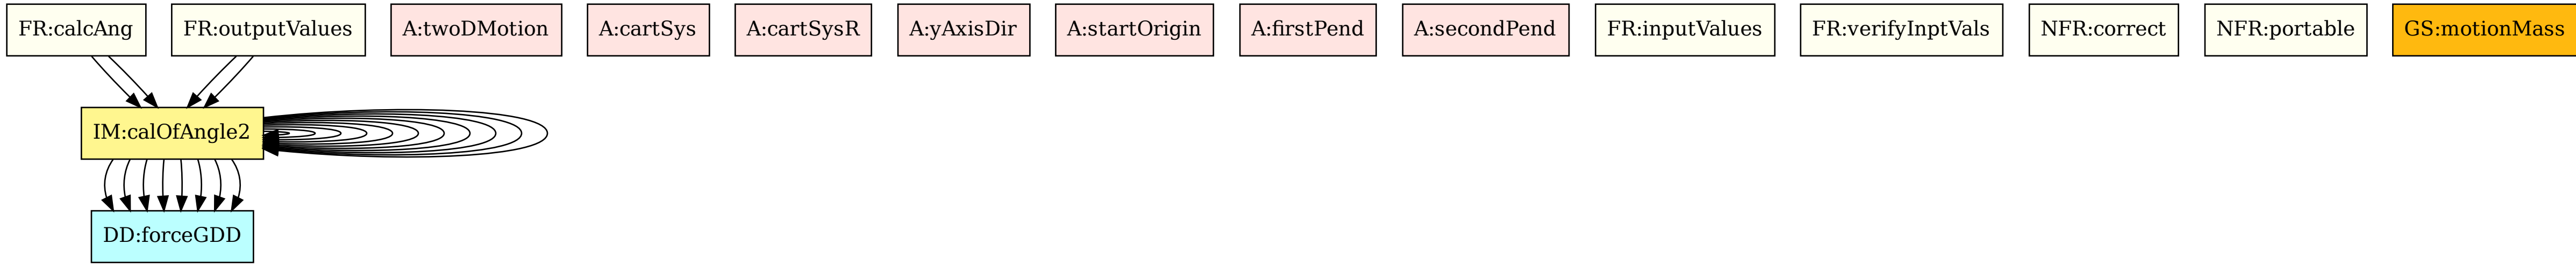 FR:calcAng
FR:outputValues
A:twoDMotion
A:cartSys
A:cartSysR
A:yAxisDir
A:startOrigin
A:firstPend
A:secondPend
FR:inputValues
FR:verifyInptVals
NFR:correct
NFR:portable
GS:motionMass
IM:calOfAngle2
DD:forceGDD